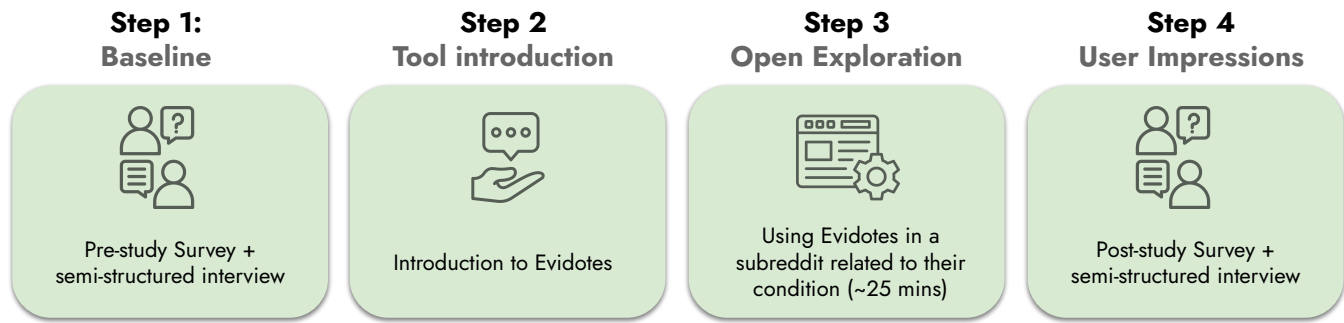 Step 1:
Baseline
Pre-study Survey +
semi-structured interview
Step 2
Tool introduction
Introduction to Evidotes
Step 3
Open Exploration
Using Evidotes in a
subreddit related to their
condition (~25 mins)
Step 4
User Impressions
Post-study Survey +
semi-structured interview